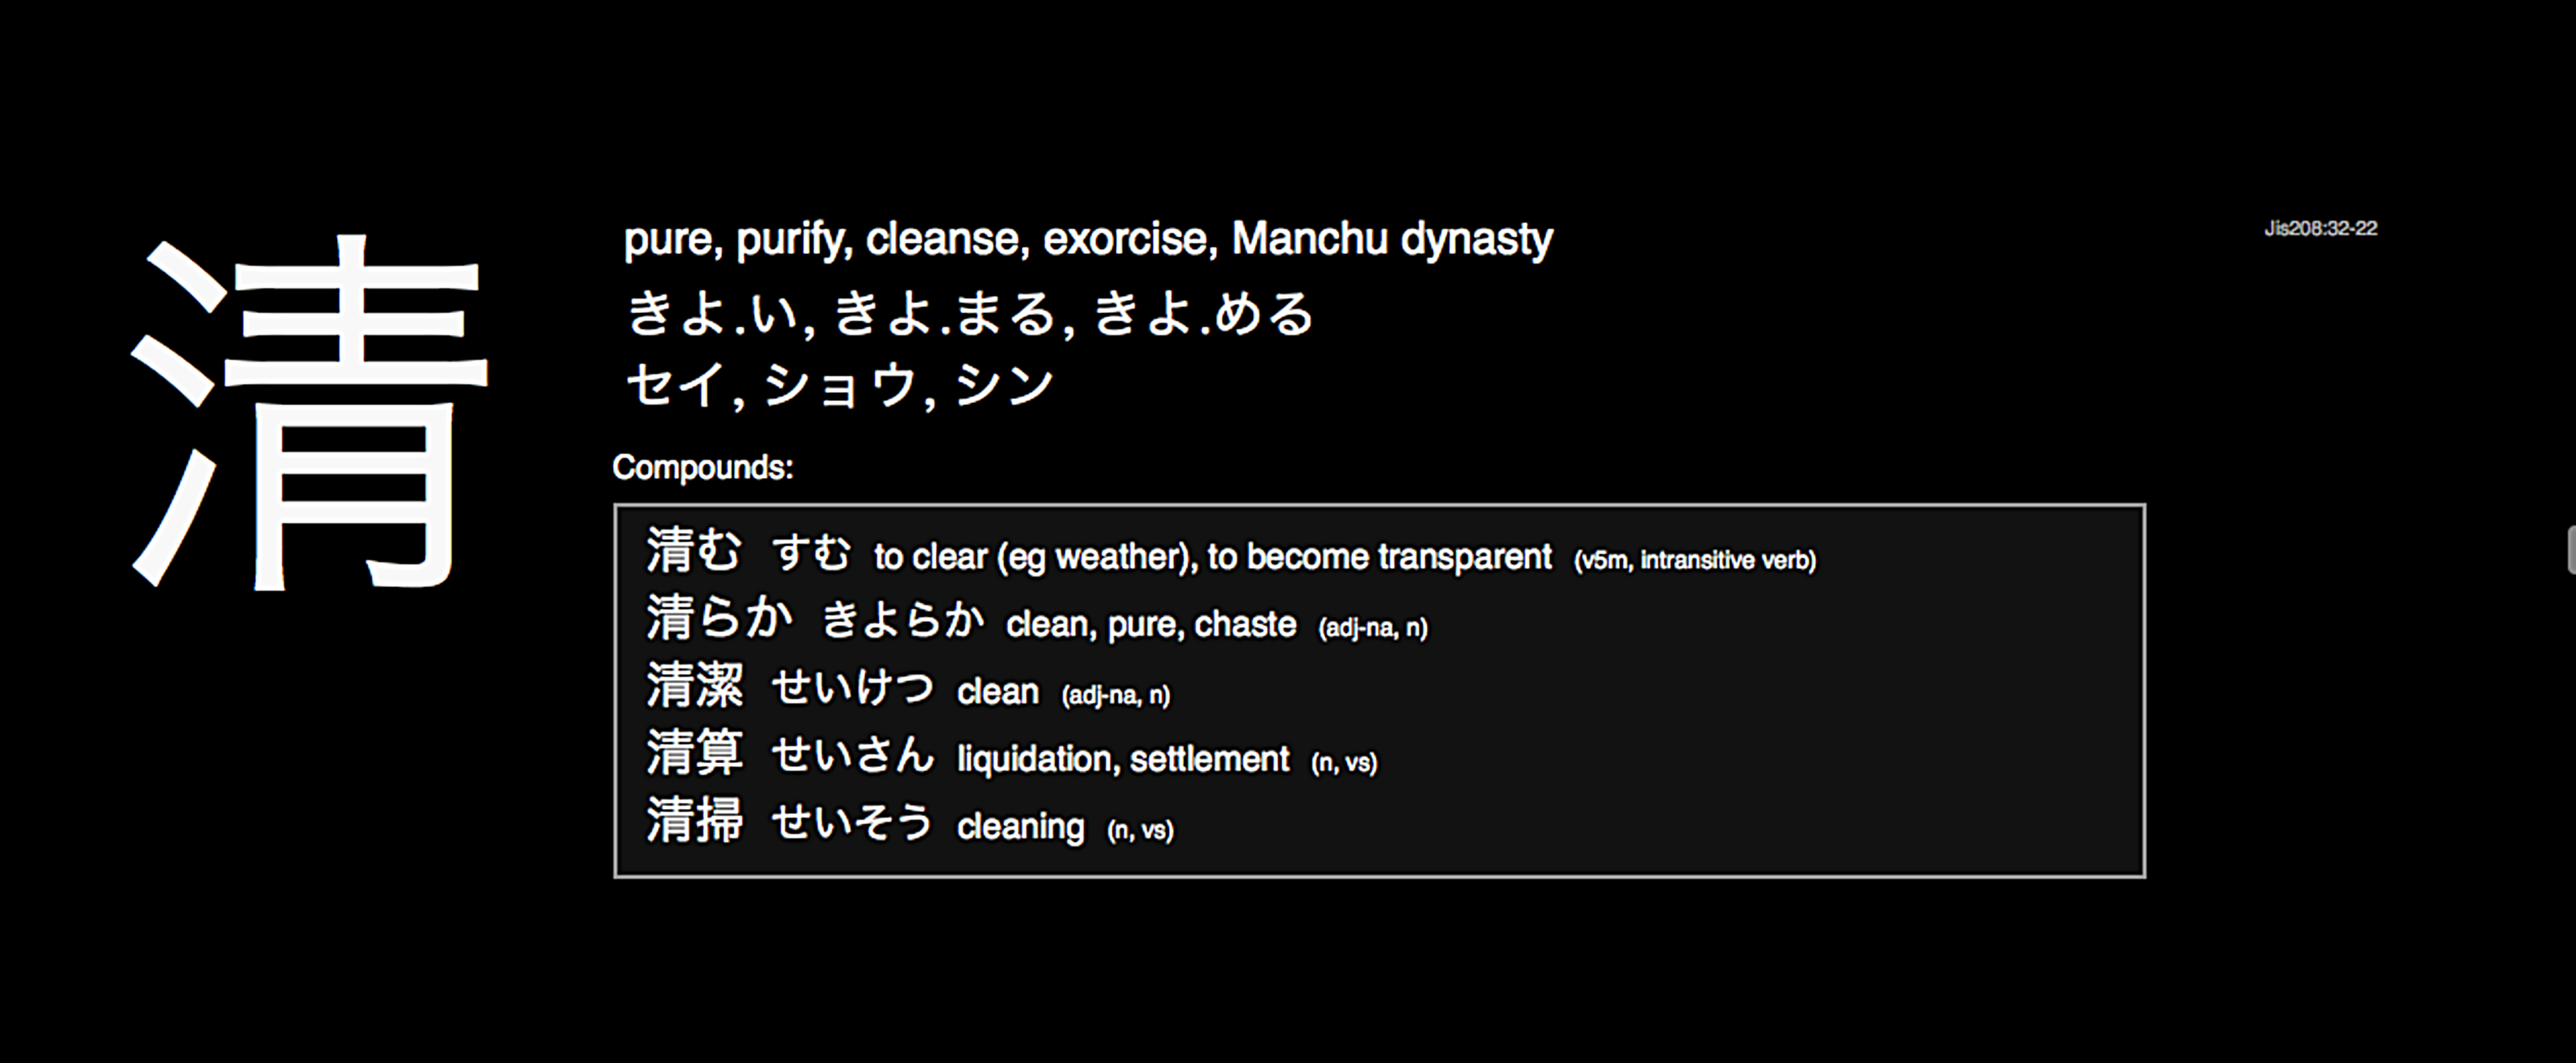 清
pure, purify, cleanse, exorcise, Manchu dynasty
きよ.い, きよ.まる, きよ.める
セイ, ショウ, シン
Jis208:32-22
Compounds:
清む すむ to clear (eg weather), to become transparent (v5m, intransitive verb)
清らか きよらか clean, pure, chaste (adj-na, n)
清潔 せいけつ clean (adj-na, n)
清算 せいさん liquidation, settlement (n, vs)
清掃 せいそう cleaning (n, vs)